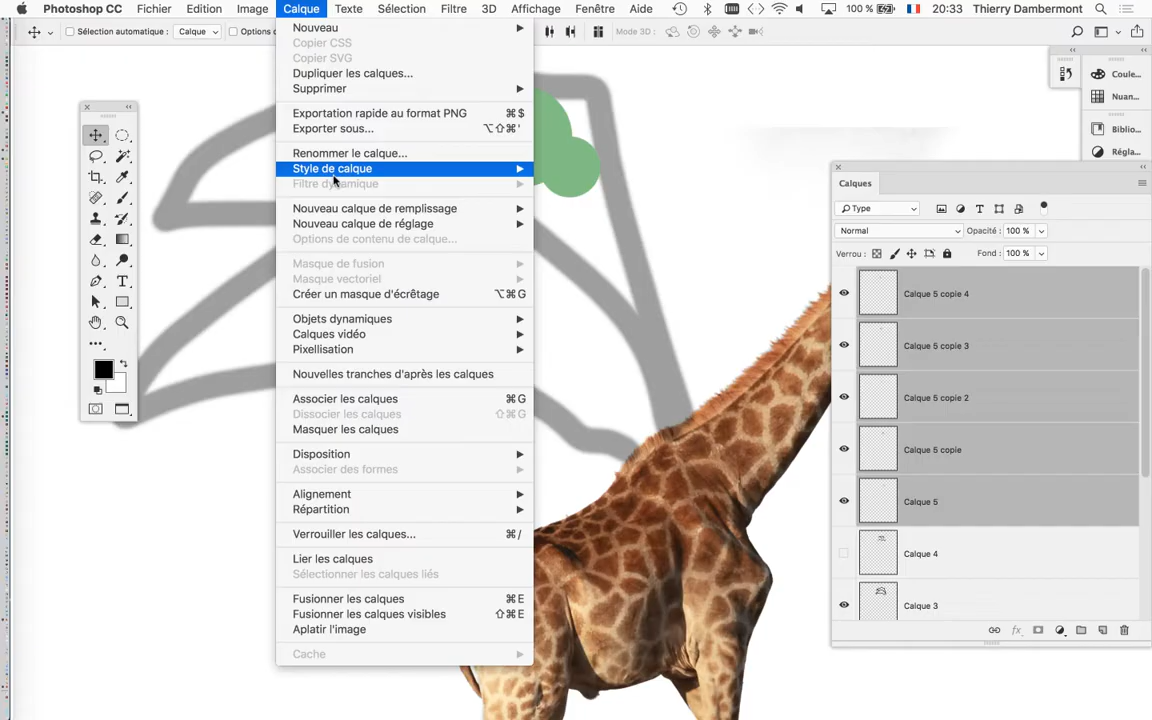 Photoshop CC Fichier Edition Image Calque Texte Sélection Filtre 3D Affichage Fenêtre Aide 100 % 20:33 Thierry Dambermont
Sélection automatique : Calque Options d Mode 3D :
Nouveau
Copier CSS
Copier SVG
Dupliquer les calques...
Supprimer
Exportation rapide au format PNG ⌘$
Exporter sous... ⌥⇧⌘'
Renommer le calque...
Style de calque
Filtre dynamique
Nouveau calque de remplissage
Nouveau calque de réglage
Options de contenu de calque...
Masque de fusion
Masque vectoriel
Créer un masque d'écrêtage ⌥⌘G
Objets dynamiques
Calques vidéo
Pixellisation
Nouvelles tranches d'après les calques
Associer les calques ⌘G
Dissocier les calques ⇧⌘G
Masquer les calques
Disposition
Associer des formes
Alignement
Répartition
Verrouiller les calques... ⌘/
Lier les calques
Sélectionner les calques liés
Fusionner les calques ⌘E
Fusionner les calques visibles ⇧⌘E
Aplatir l'image
Cache
Coule...
Nuan...
Biblio...
Régla...
Calques
Type
Normal Opacité : 100 %
Verrou : Fond : 100 %
Calque 5 copie 4
Calque 5 copie 3
Calque 5 copie 2
Calque 5 copie
Calque 5
Calque 4
Calque 3
fx